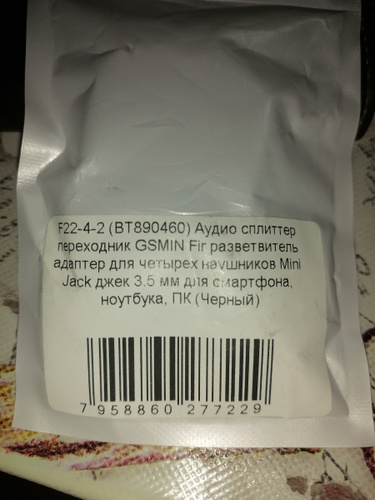 F22-4-2 (BT890460) Аудио сплиттер
переходник GSMIN Fir разветвитель
адаптер для четырех наушников Mini
Jack джек 3.5 мм для смартфона,
ноутбука, ПК (Черный)
7 958860 277229